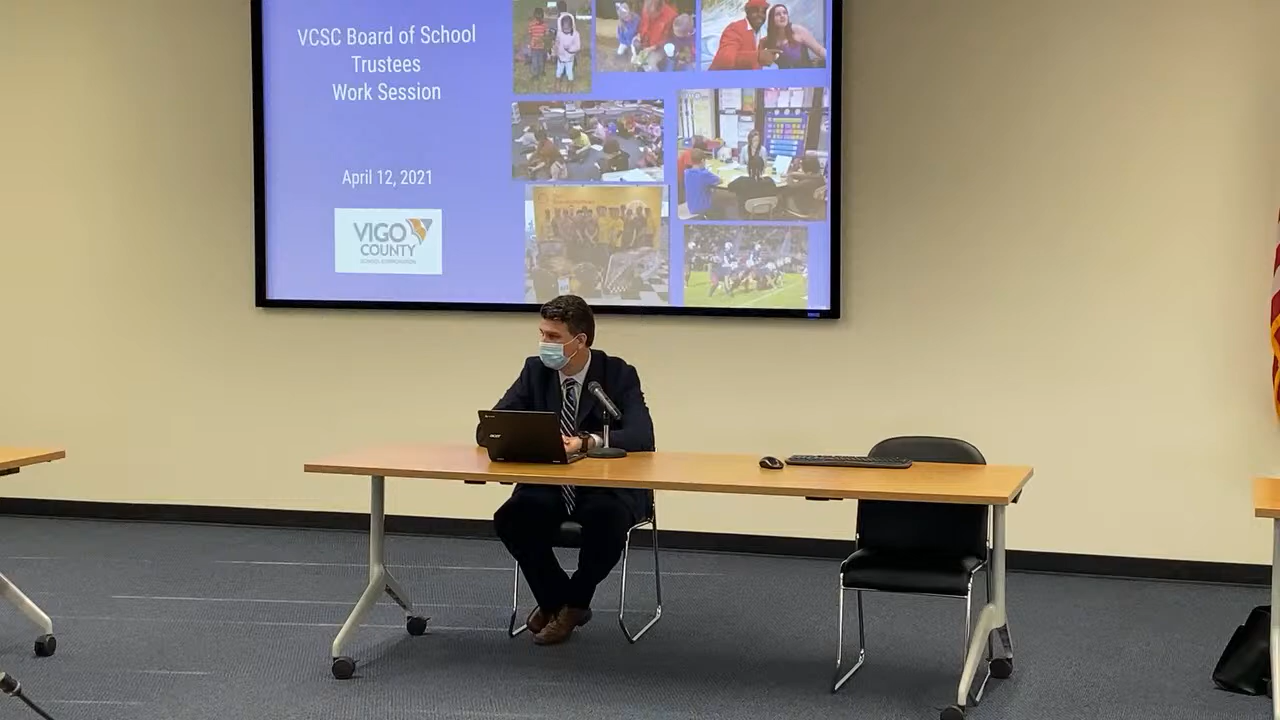 VCSC Board of School
Trustees
Work Session
April 12, 2021
VIGO
COUNTY
SCHOOL CORPORATION
acer